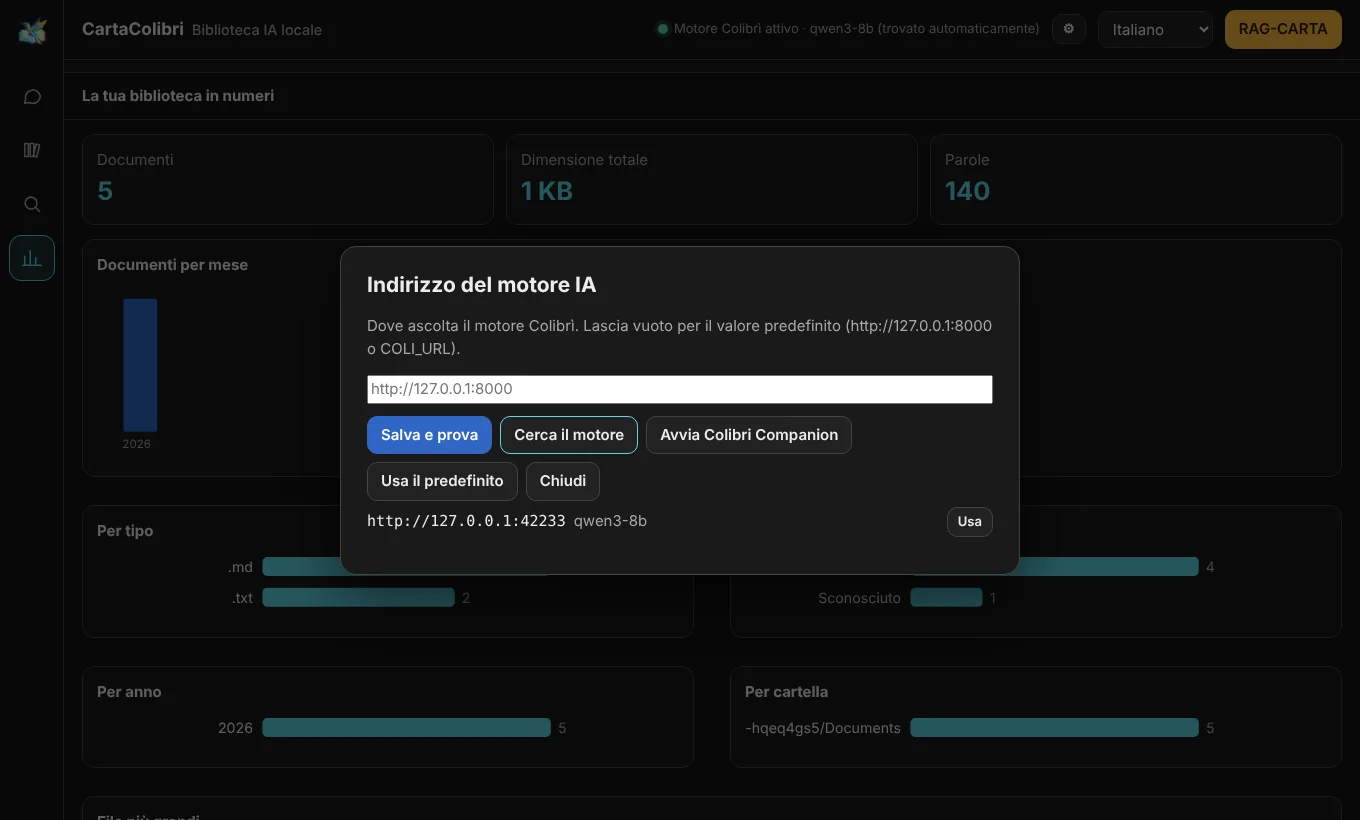 CartaColibri Biblioteca IA locale
Motore Colibrì attivo · qwen3-8b (trovato automaticamente)
Italiano
RAG-CARTA
La tua biblioteca in numeri
Documenti
5
Dimensione totale
1 KB
Parole
140
Documenti per mese
2026
Indirizzo del motore IA
Dove ascolta il motore Colibrì. Lascia vuoto per il valore predefinito (http://127.0.0.1:8000
o COLI_URL).
http://127.0.0.1:8000
Salva e prova
Cerca il motore
Avvia Colibri Companion
Usa il predefinito
Chiudi
http://127.0.0.1:42233 qwen3-8b
Usa
Per tipo
.md
.txt 2
4
Sconosciuto 1
Per anno
2026 5
Per cartella
-hqeq4gs5/Documents 5
File più grandi